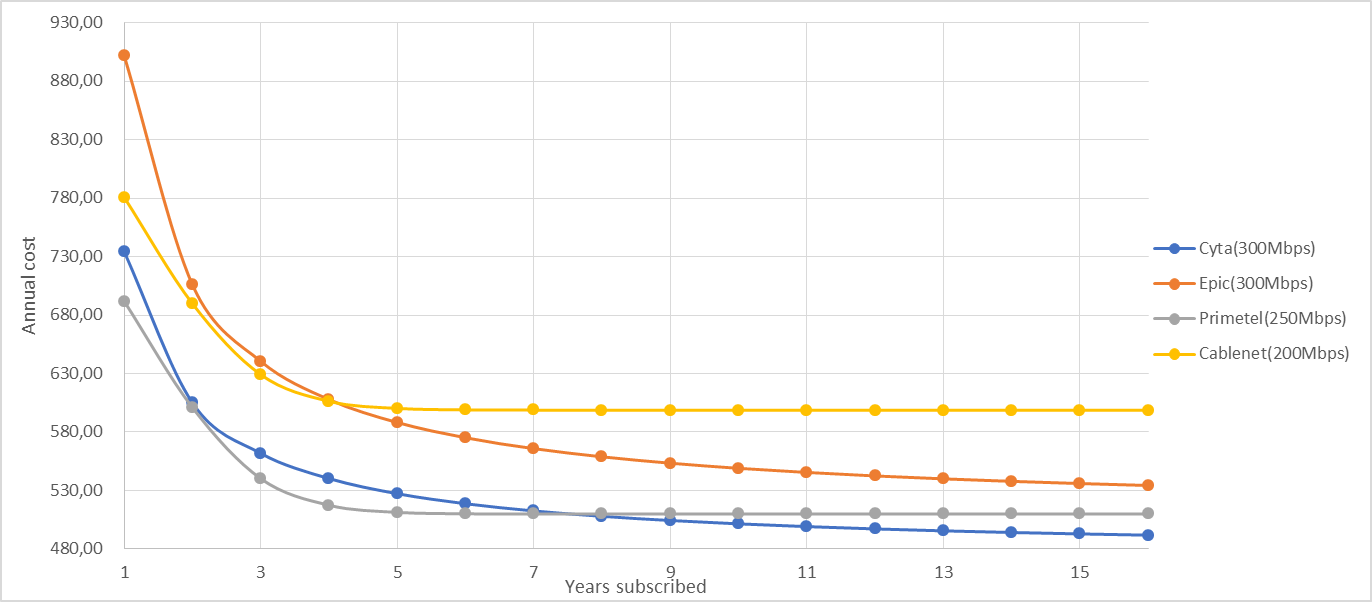 930,00
880,00
830,00
780,00
730,00
680,00
630,00
580,00
530,00
480,00
Annual cost
1 3 5 7 9 11 13 15
Years subscribed
Cyta(300Mbps)
Epic(300Mbps)
Primetel(250Mbps)
Cablenet(200Mbps)